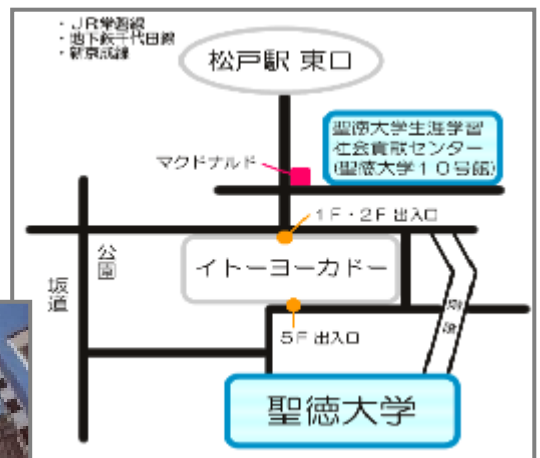 ・JR常磐線
・地下鉄千代田線
・新京成線
松戸駅 東口
聖徳大学生涯学習
社会貢献センター
(聖徳大学10号館)
マクドナルド
1F・2F 出入口
公園
イトーヨーカドー
坂道
5F 出入口
聖徳大学